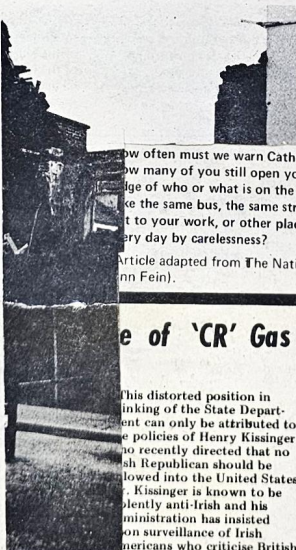 ow often must we warn Cath
ow many of you still open yo
dge of who or what is on the
ke the same bus, the same str
t to your work, or other plac
ery day by carelessness?
Article adapted from The Nati
nn Fein).
e of 'CR' Gas
This distorted position in
inking of the State Depart-
ent can only be attributed to
e policies of Henry Kissinger
ho recently directed that no
sh Republican should be
lowed into the United States
. Kissinger is known to be
lently anti-Irish and his
ministration has insisted
on surveillance of Irish
mericans who criticise British